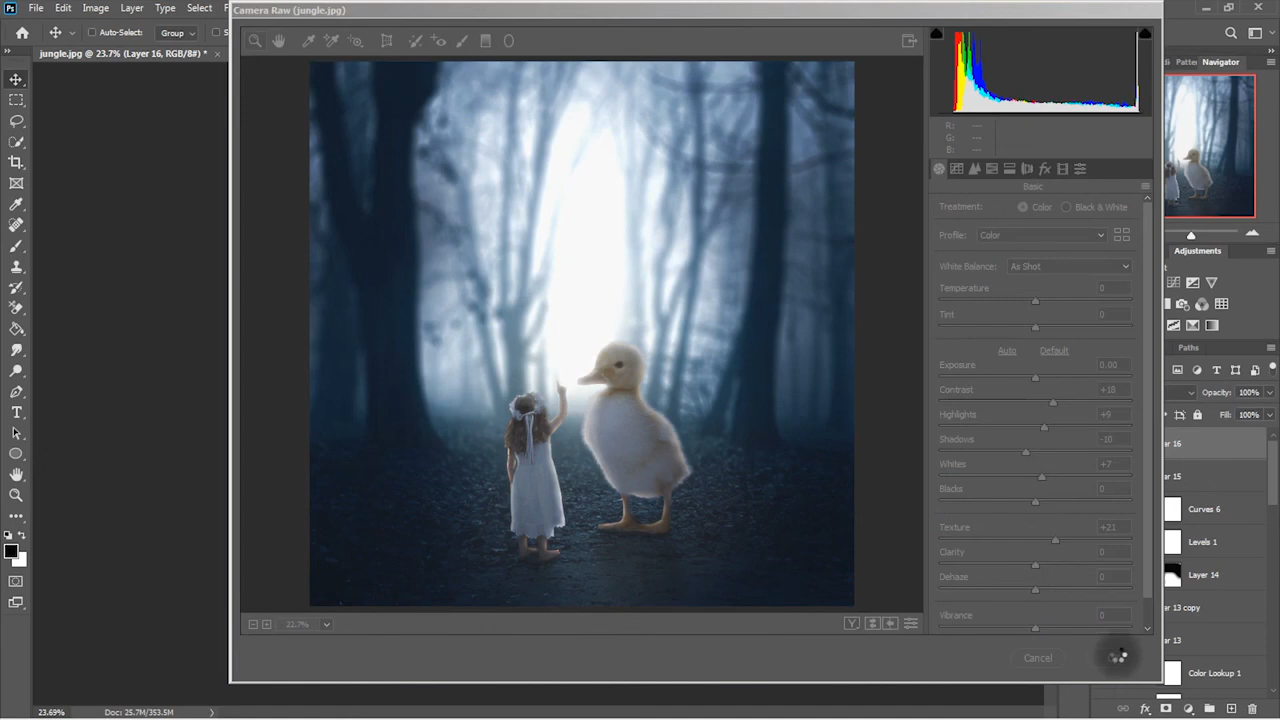 Ps File Edit Image Layer Type Select
Auto-Select: Group
jungle.jpg @ 23.7% (Layer 16, RGB/8#) *
Camera Raw (jungle.jpg)
R: ---
G: ---
B: ---
Basic
Treatment: Color Black & White
Profile: Color
White Balance: As Shot
Temperature 0
Tint 0
Auto Default
Exposure 0.00
Contrast +18
Highlights +9
Shadows -10
Whites +7
Blacks 0
Texture +21
Clarity 0
Dehaze 0
Vibrance 0
22.7%
Y
Cancel
Patter Navigator
Adjustments
Paths
Opacity: 100%
Fill: 100%
er 16
er 15
Curves 6
Levels 1
Layer 14
er 13 copy
er 13
Color Lookup 1
fx
23.69% Doc: 25.7M/353.5M